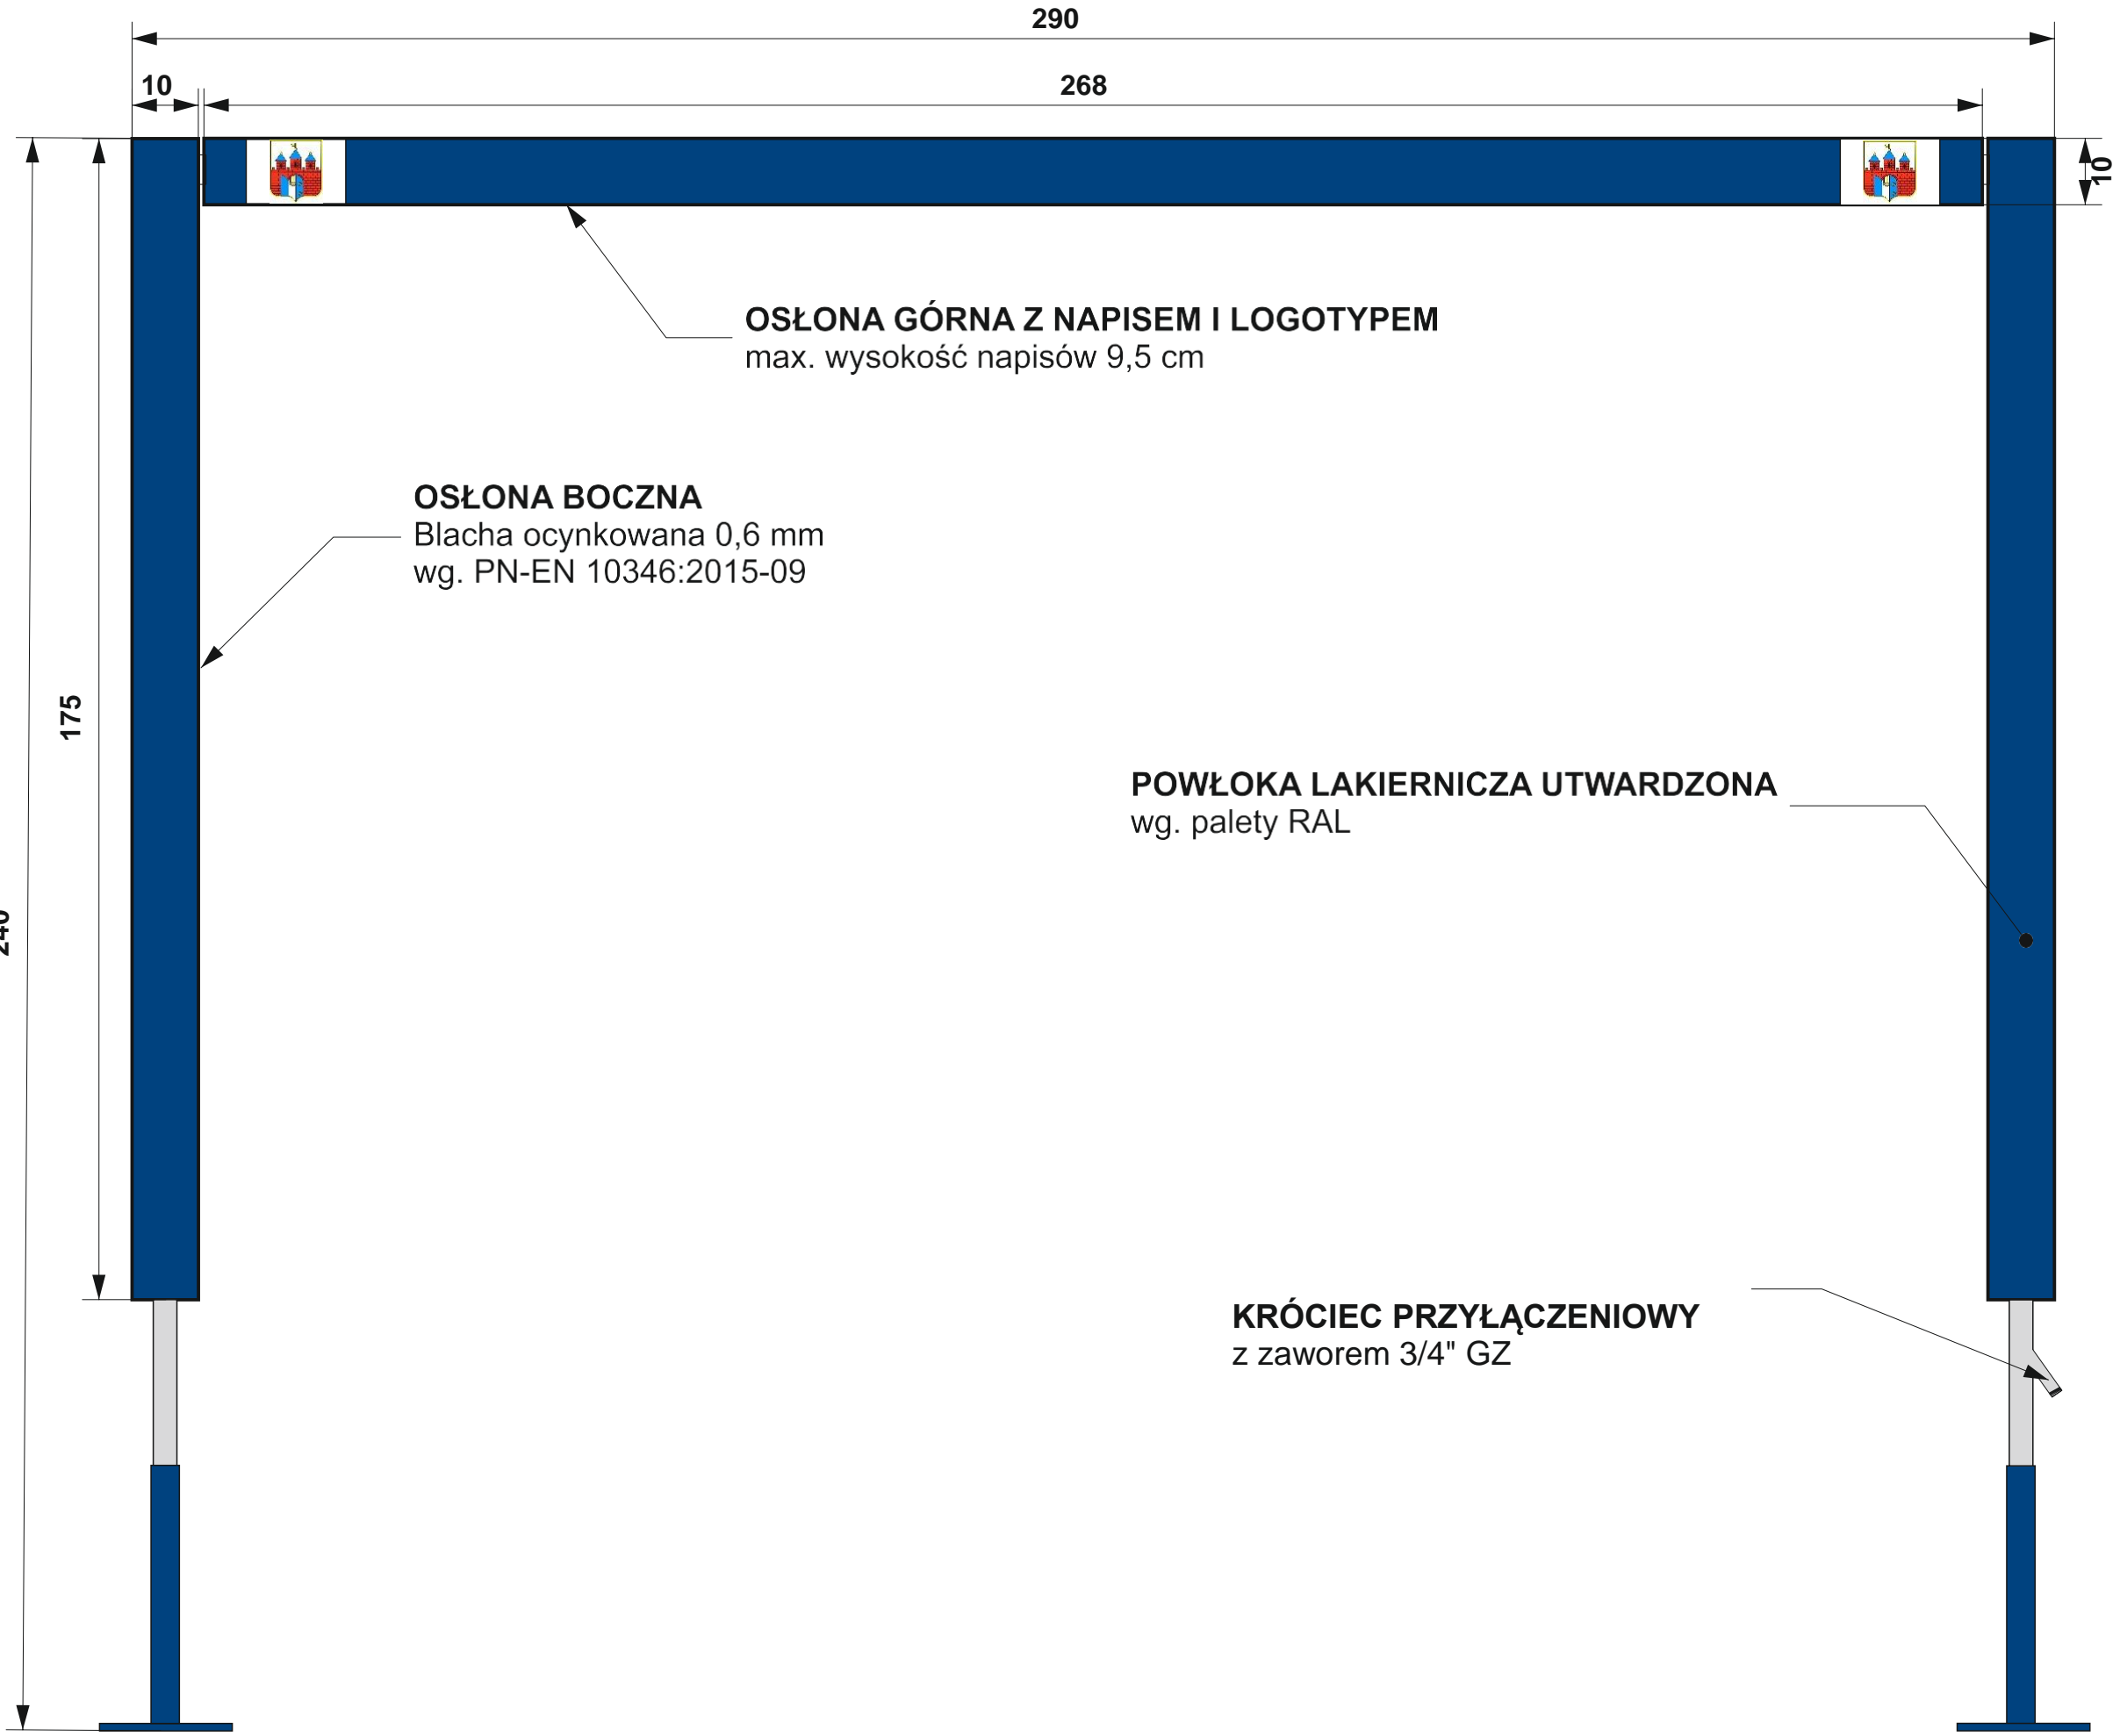 290
10
268
10
OSŁONA GÓRNA Z NAPISEM I LOGOTYPEM
max. wysokość napisów 9,5 cm
OSŁONA BOCZNA
Blacha ocynkowana 0,6 mm
wg. PN-EN 10346:2015-09
175
POWŁOKA LAKIERNICZA UTWARDZONA
wg. palety RAL
240
KRÓCIEC PRZYŁĄCZENIOWY
z zaworem 3/4" GZ